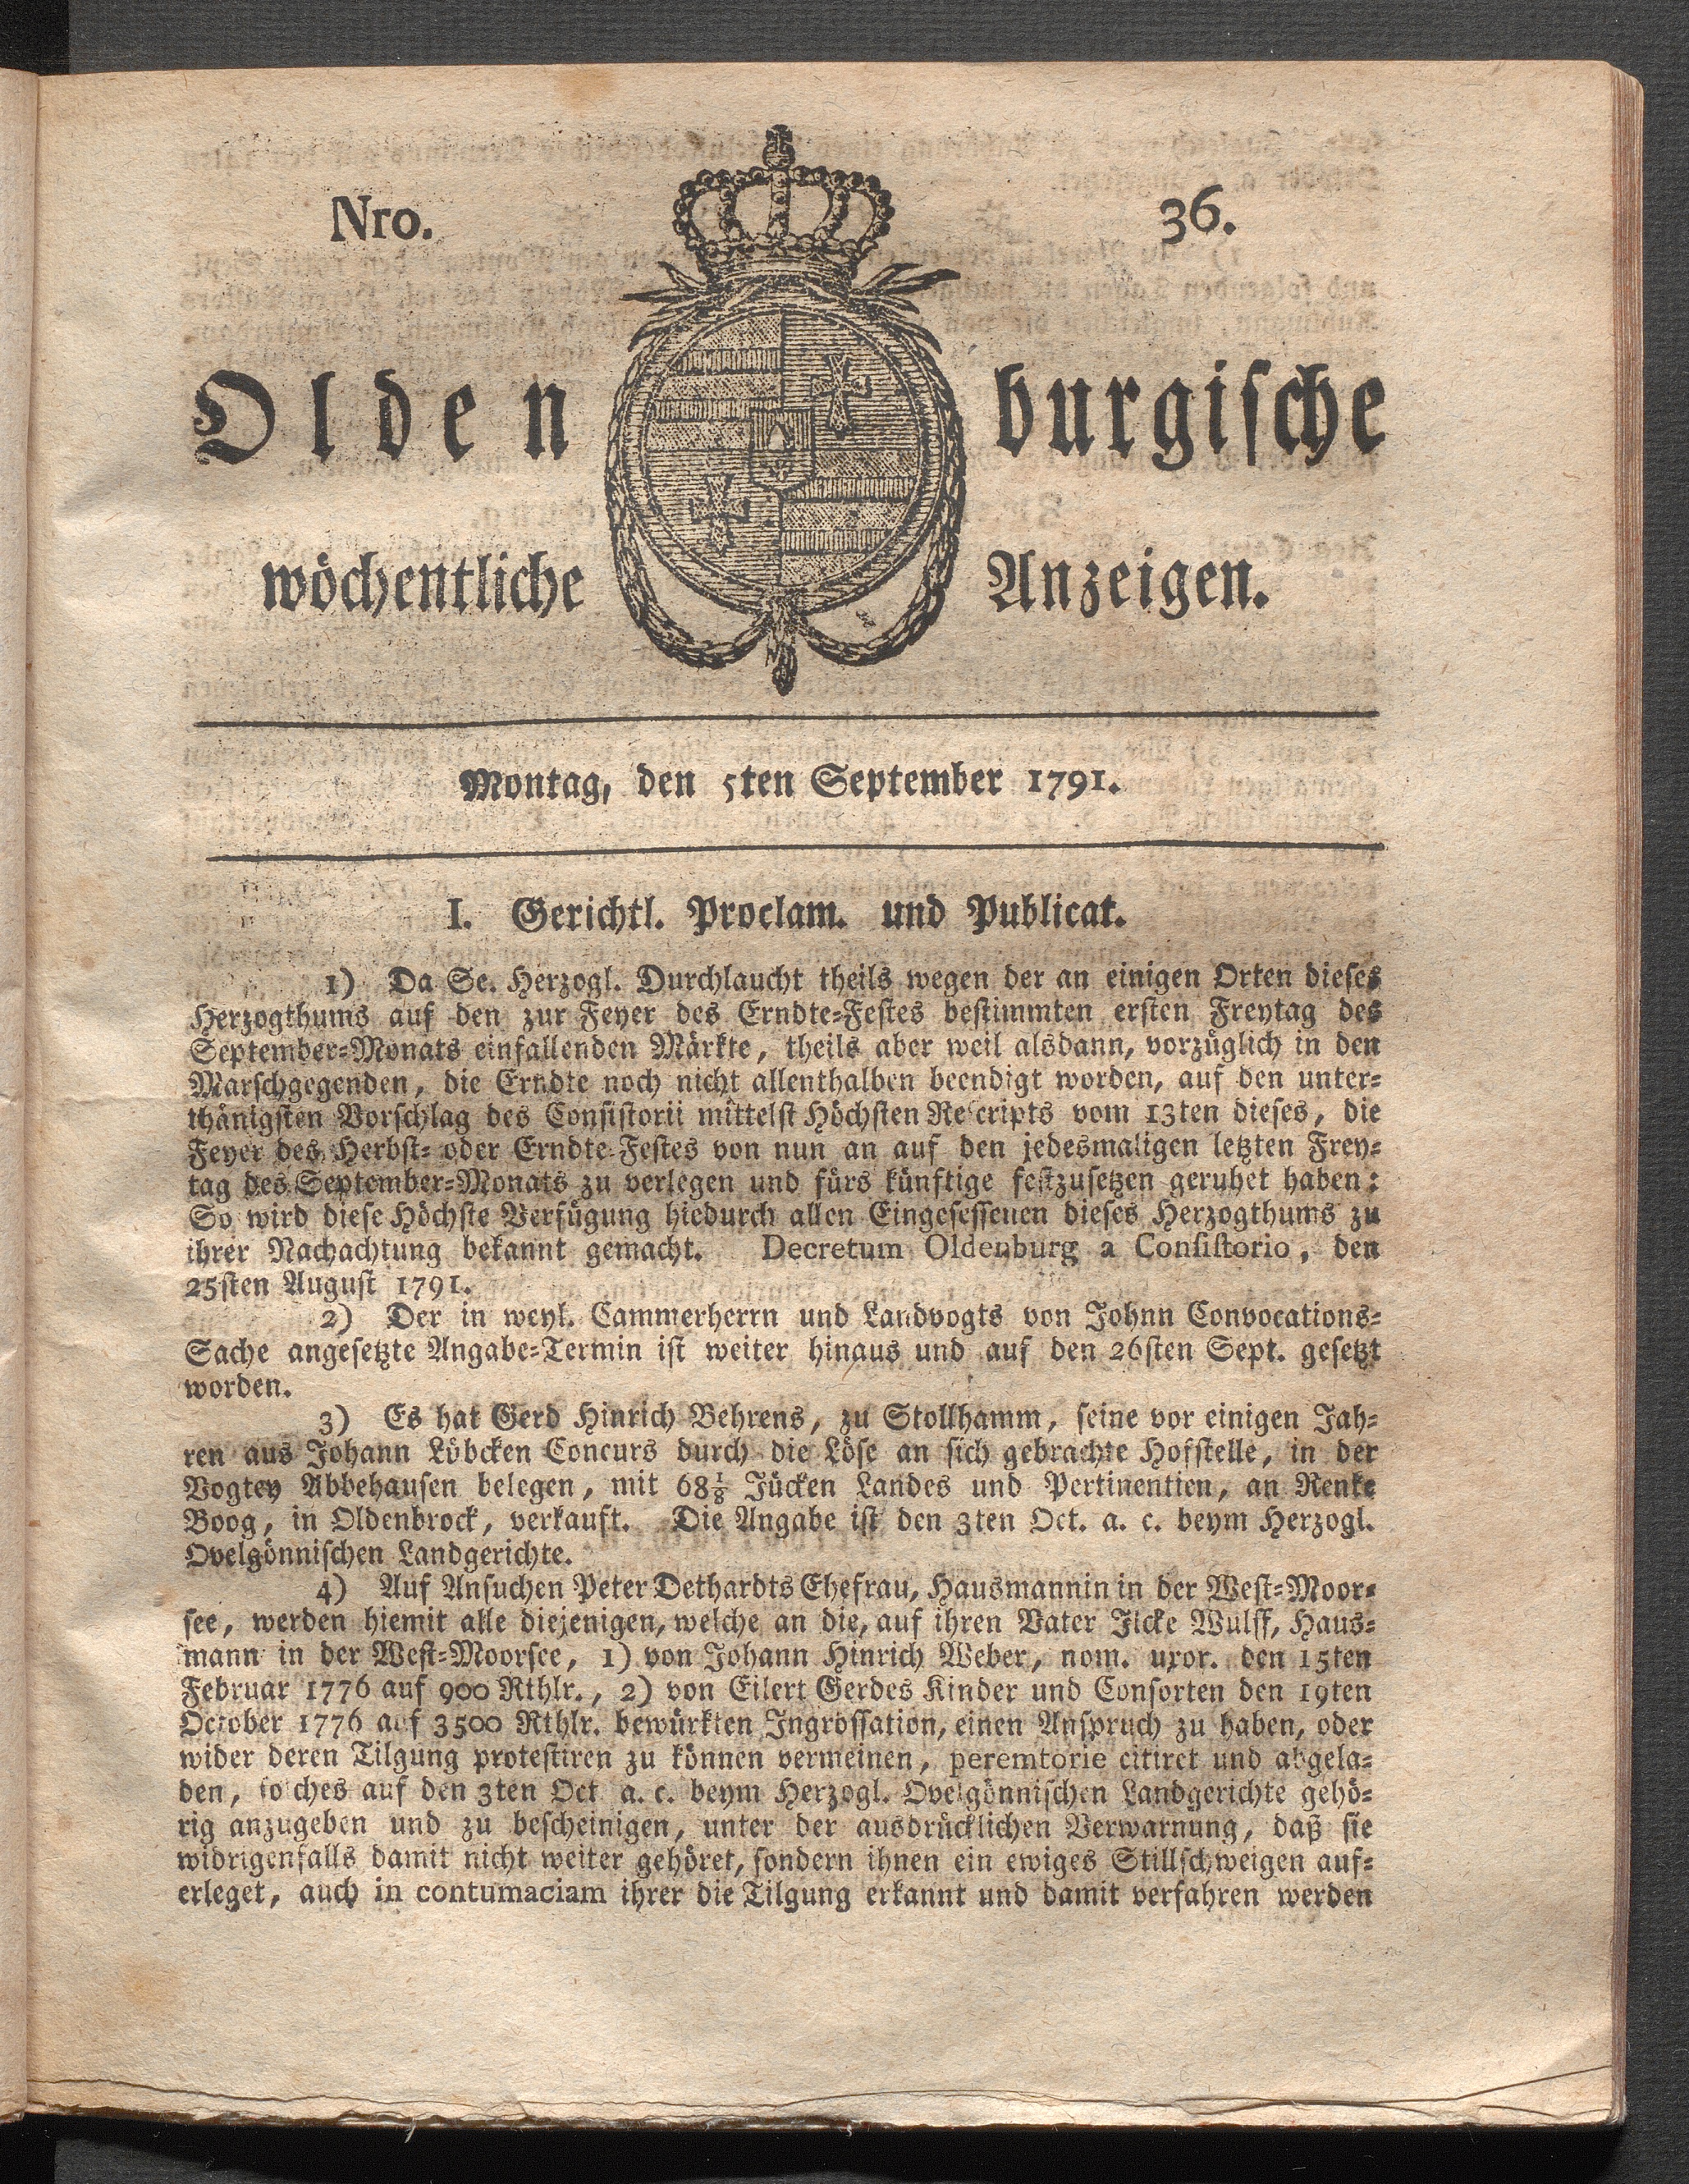 Nro. 36.
Oldenburgische
wöchentliche Anzeigen.
Montag, den 5ten September 1791.
I. Gerichtl. Proclam. und Publicat.
1) Da Se. Herzogl. Durchlaucht theils wegen der an einigen Orten dieses
Herzogthums auf den zur Feyer des Erndte-Festes bestimmten ersten Freytag des
September-Monats einfallenden Märkte, theils aber weil alsdann, vorzüglich in den
Marschgegenden, die Erndte noch nicht allenthalben beendigt worden, auf den unter-
thänigsten Vorschlag des Consistorii mittelst Höchsten Rescripts vom 13ten dieses, die
Feyer des Herbst- oder Erndte-Festes von nun an auf den jedesmaligen letzten Frey-
tag des September-Monats zu verlegen und fürs künftige festzusetzen geruhet haben:
So wird diese Höchste Verfügung hiedurch allen Eingesessenen dieses Herzogthums zu
ihrer Nachachtung bekannt gemacht. Decretum Oldenburg a Consistorio, den
25sten August 1791.
2) Der in weyl. Cammerherrn und Landvogts von Johnn Convocations-
Sache angesetzte Angabe-Termin ist weiter hinaus und auf den 26sten Sept. gesetzt
worden.
3) Es hat Gerd Hinrich Behrens, zu Stollhamm, seine vor einigen Jah-
ren aus Johann Lübcken Concurs durch die Löse an sich gebrachte Hofstelle, in der
Vogtey Abbehausen belegen, mit 68⅛ Jücken Landes und Pertinentien, an Renke
Boog, in Oldenbrock, verkauft. Die Angabe ist den 3ten Oct. a. c. beym Herzogl.
Ovelgönnischen Landgerichte.
4) Auf Ansuchen Peter Dethardts Ehefrau, Hausmannin in der West-Moor-
see, werden hiemit alle diejenigen, welche an die, auf ihren Vater Ilcke Wulff, Haus-
mann in der West-Moorsee, 1) von Johann Hinrich Weber, nom. uxor. den 15ten
Februar 1776 auf 900 Rthlr., 2) von Eilert Gerdes Kinder und Consorten den 19ten
October 1776 auf 3500 Rthlr. bewürkten Ingrossation, einen Anspruch zu haben, oder
wider deren Tilgung protestiren zu können vermeinen, peremtorie citiret und abgela-
den, solches auf den 3ten Oct a. c. beym Herzogl. Ovelgönnischen Landgerichte gehö-
rig anzugeben und zu bescheinigen, unter der ausdrücklichen Verwarnung, daß sie
widrigenfalls damit nicht weiter gehöret, sondern ihnen ein ewiges Stillschweigen auf-
erleget, auch in contumaciam ihrer die Tilgung erkannt und damit verfahren werden